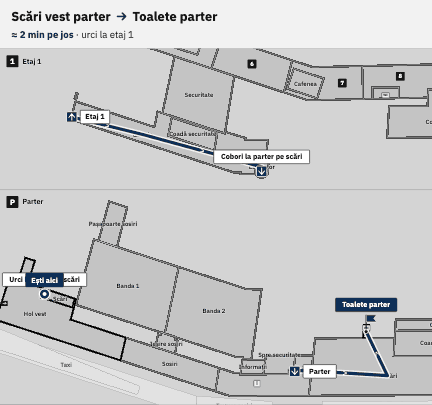 Scări vest parter → Toalete parter
≈ 2 min pe jos · urci la etaj 1
1 Etaj 1
6
Cafenea
7
8
Securitate
Etaj 1
Coadă securitate
Cobori la parter pe scări
P Parter
Pașapoarte sosiri
Urci
Ești aici
scări
Scări
Hol vest
Banda 1
Banda 2
Toalete parter
Ieșire sosiri
Sosiri
Taxi
Spre securitate
Informații
Parter